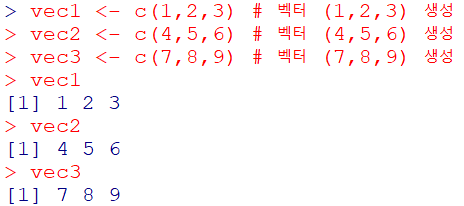 > vec1 <- c(1,2,3) # 벡터 (1,2,3) 생성
> vec2 <- c(4,5,6) # 벡터 (4,5,6) 생성
> vec3 <- c(7,8,9) # 벡터 (7,8,9) 생성
> vec1
[1] 1 2 3
> vec2
[1] 4 5 6
> vec3
[1] 7 8 9